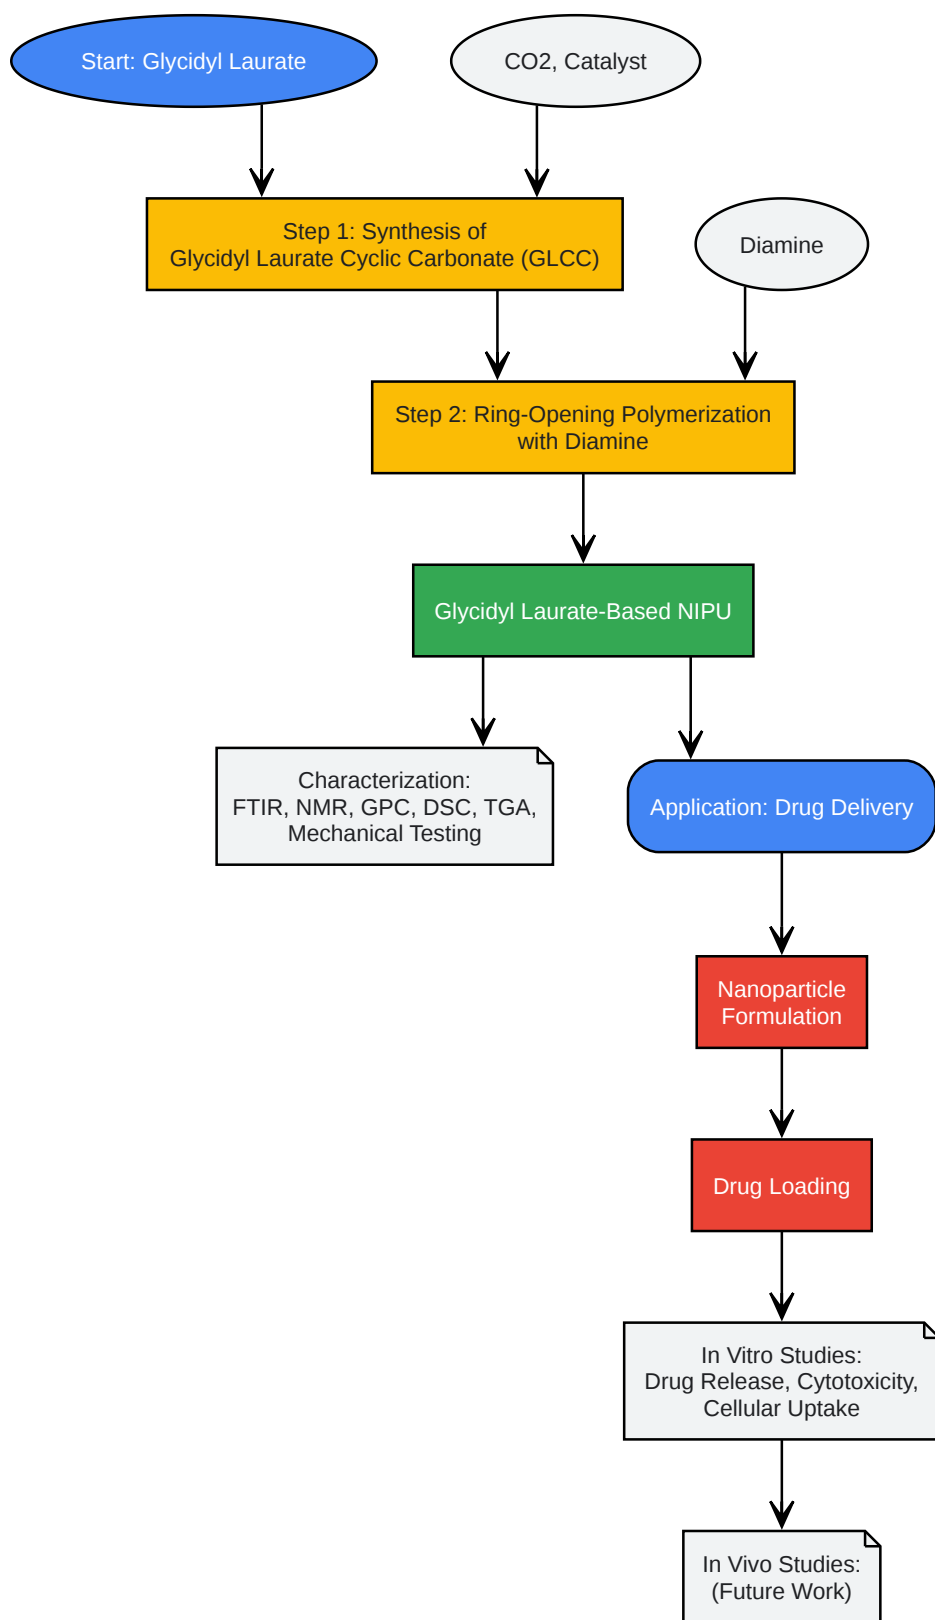 Start: Glycidyl Laurate
CO2, Catalyst
Step 1: Synthesis of
Glycidyl Laurate Cyclic Carbonate (GLCC)
Diamine
Step 2: Ring-Opening Polymerization
with Diamine
Glycidyl Laurate-Based NIPU
Characterization:
FTIR, NMR, GPC, DSC, TGA,
Mechanical Testing
Application: Drug Delivery
Nanoparticle
Formulation
Drug Loading
In Vitro Studies:
Drug Release, Cytotoxicity,
Cellular Uptake
In Vivo Studies:
(Future Work)